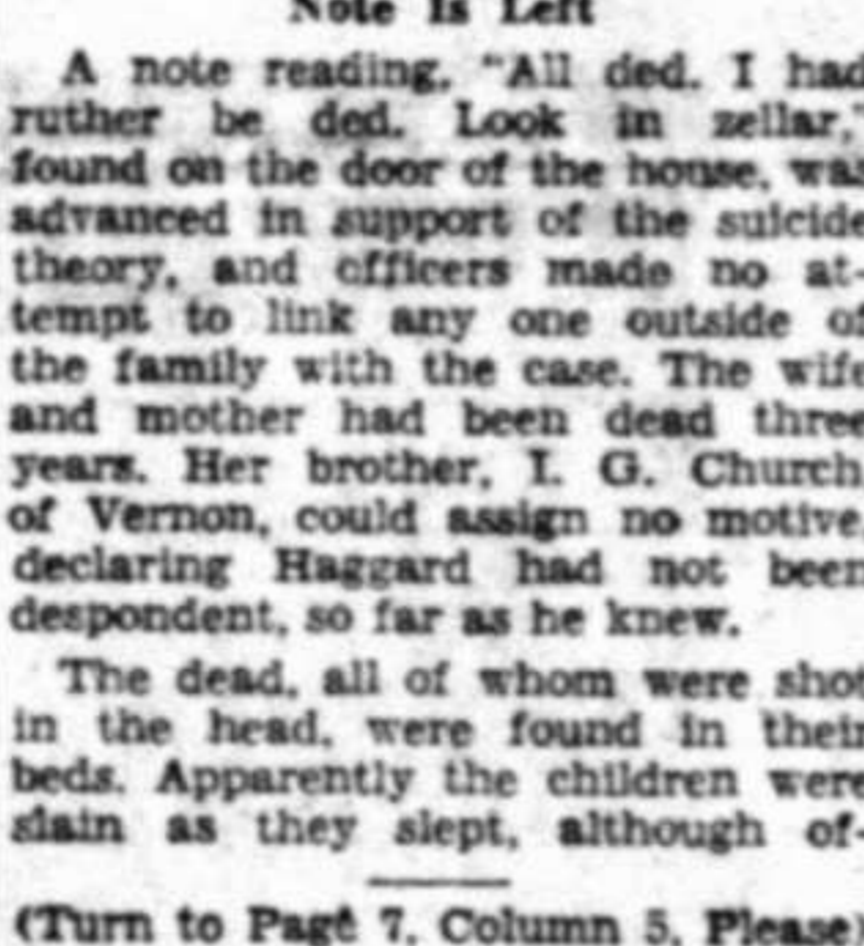 Note Is Left
A note reading, "All ded. I had
ruther be ded. Look in zellar,"
found on the door of the house, was
advanced in support of the suicide
theory, and officers made no at-
tempt to link any one outside of
the family with the case. The wife
and mother had been dead three
years. Her brother, I. G. Church
of Vernon, could assign no motive,
declaring Haggard had not been
despondent, so far as he knew.
The dead, all of whom were shot
in the head, were found in their
beds. Apparently the children were
slain as they slept, although of-
(Turn to Page 7, Column 5, Please)